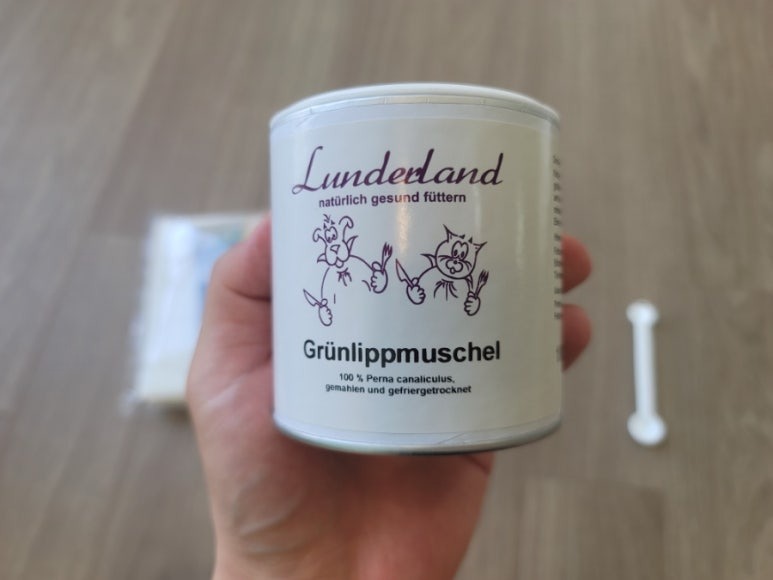 Lunderland
natürlich gesund füttern
Grünlippmuschel
100 % Perna canaliculus,
gemahlen und gefriergetrocknet